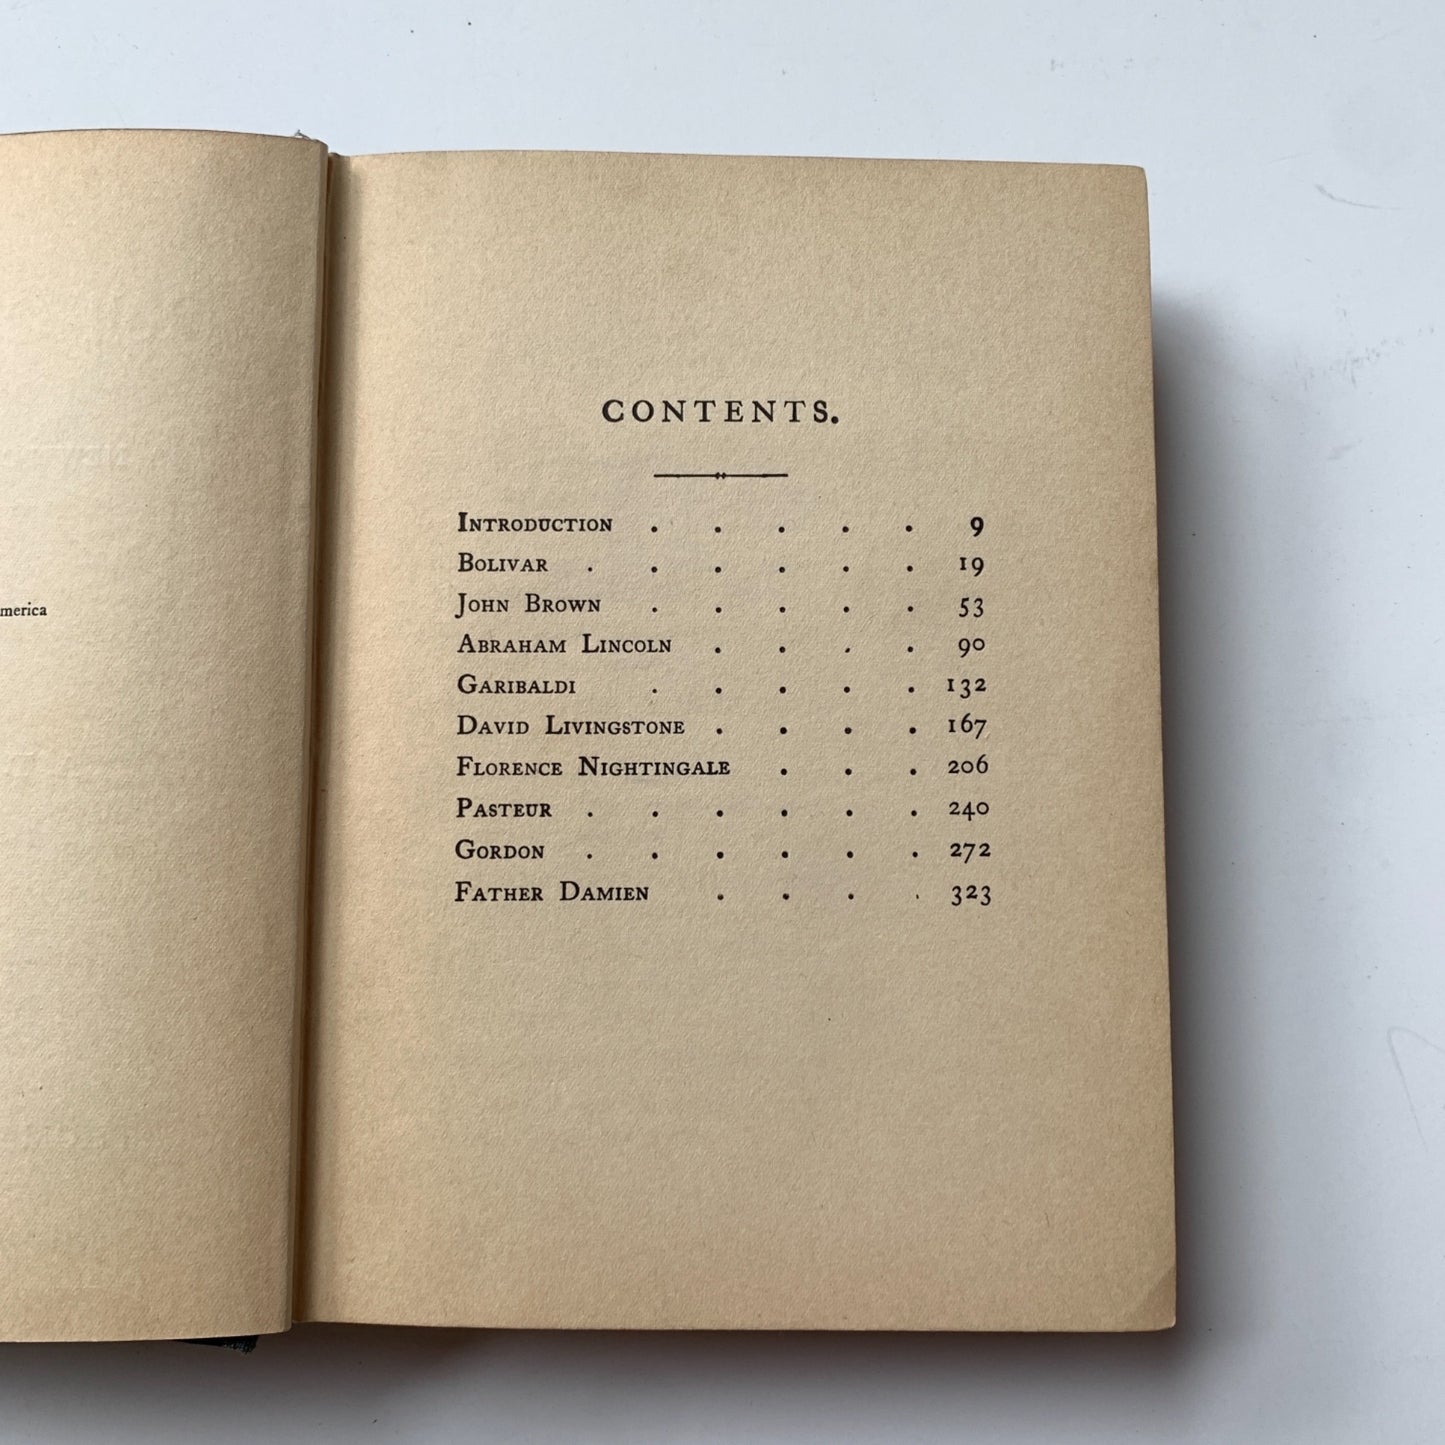 merica
CONTENTS.
INTRODUCTION . . . . . 9
BOLIVAR . . . . . . 19
JOHN BROWN . . . . . 53
ABRAHAM LINCOLN . . . . 90
GARIBALDI . . . . . 132
DAVID LIVINGSTONE . . . . 167
FLORENCE NIGHTINGALE . . . 206
PASTEUR . . . . . . 240
GORDON . . . . . . 272
FATHER DAMIEN . . . . 323